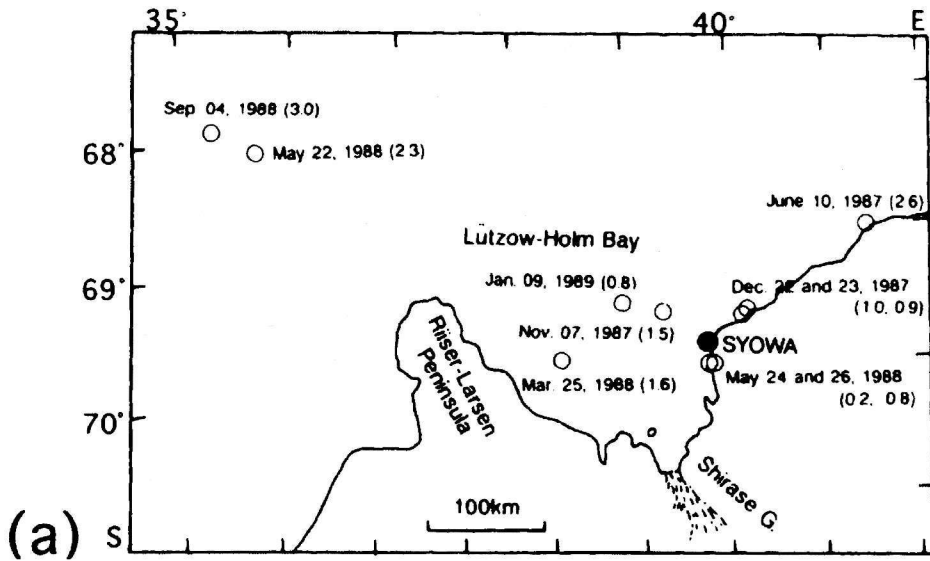 35° 40° E
Sep 04, 1988 (3.0)
68° May 22, 1988 (2.3)
June 10, 1987 (2.6)
Lützow-Holm Bay
Jan. 09, 1989 (0.8)
69° Dec. 22 and 23, 1987
(1.0, 0.9)
Nov. 07, 1987 (1.5)
SYOWA
Riiser-Larsen
Peninsula
Mar. 25, 1988 (1.6)
May 24 and 26, 1988
(0.2, 0.8)
70°
Shirase G.
100km
(a) S